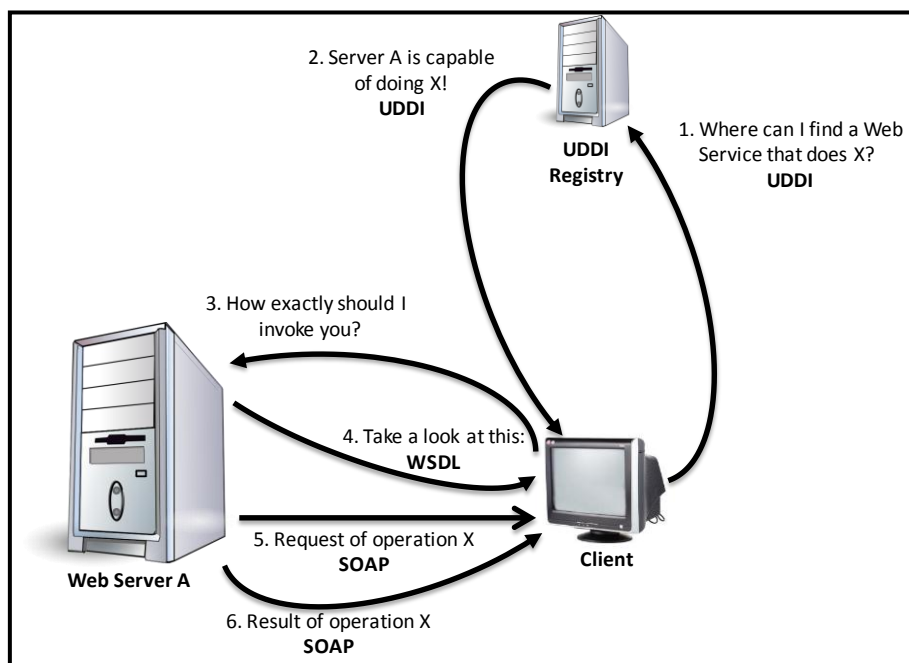 2. Server A is capable
of doing X!
UDDI
UDDI
Registry
1. Where can I find a Web
Service that does X?
UDDI
3. How exactly should I
invoke you?
4. Take a look at this:
WSDL
5. Request of operation X
SOAP
Client
Web Server A
6. Result of operation X
SOAP